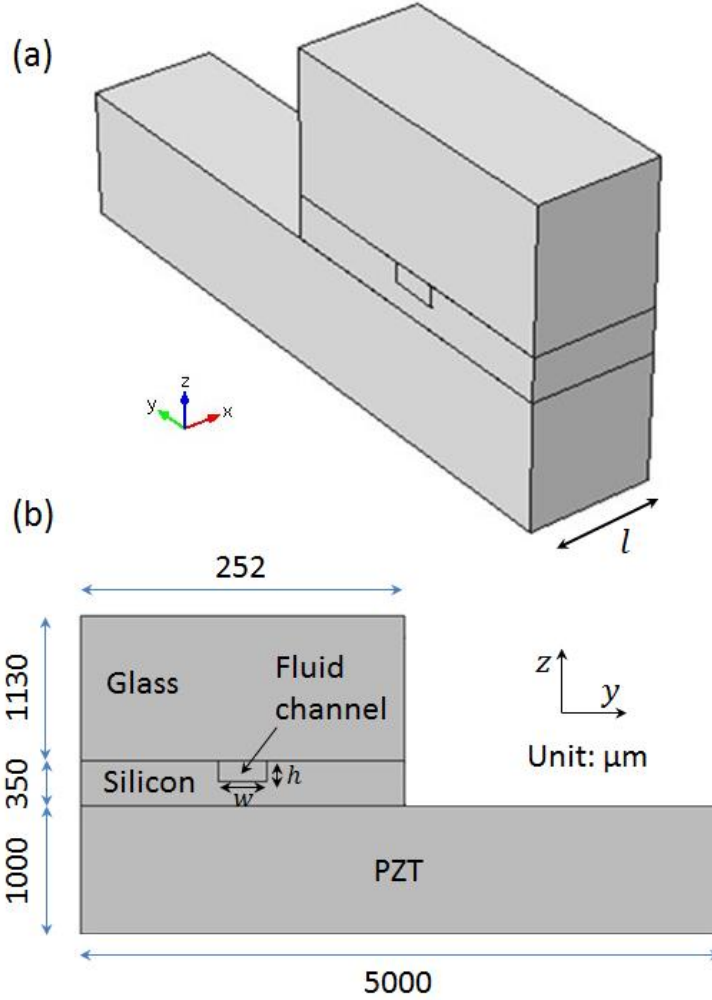 (a)
z
y
x
l
(b)
252
1130
Glass
Fluid
channel
z
y
350
Silicon
h
w
Unit: µm
1000
PZT
5000